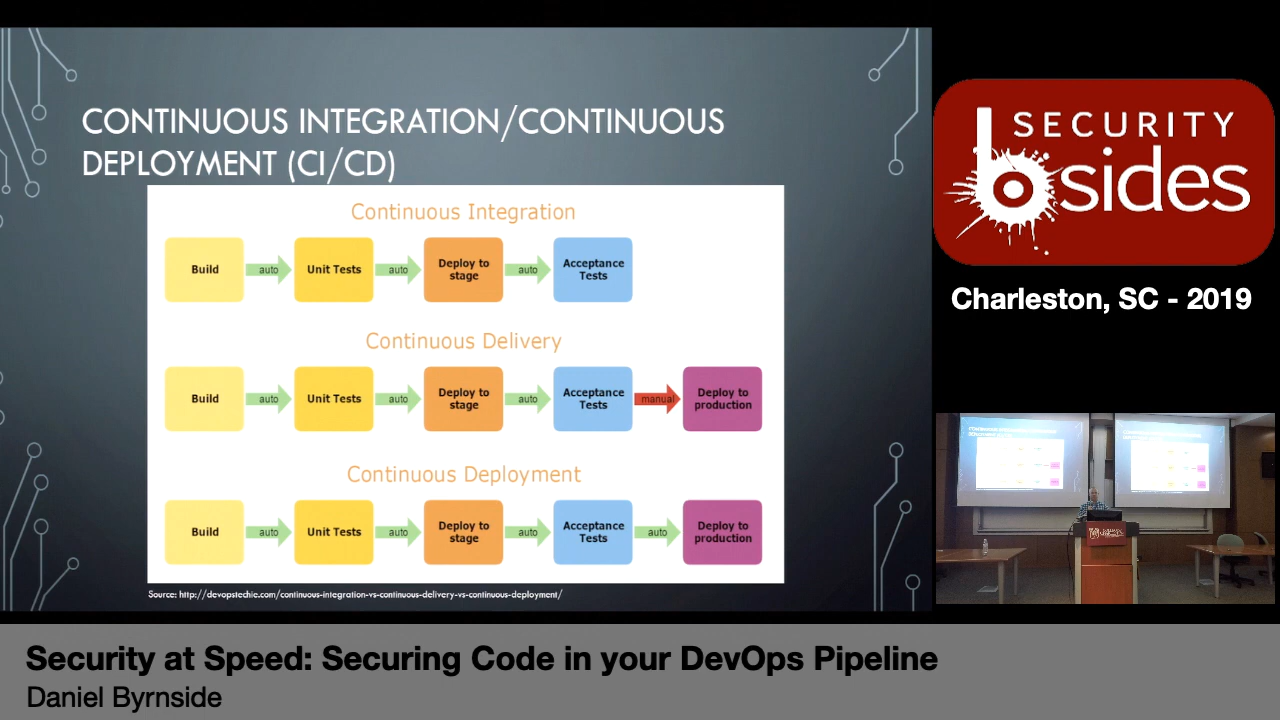 CONTINUOUS INTEGRATION/CONTINUOUS
DEPLOYMENT (CI/CD)
Continuous Integration
Build
auto
Unit Tests
auto
Deploy to
stage
auto
Acceptance
Tests
Continuous Delivery
Build
auto
Unit Tests
auto
Deploy to
stage
auto
Acceptance
Tests
manual
Deploy to
production
Continuous Deployment
Build
auto
Unit Tests
auto
Deploy to
stage
auto
Acceptance
Tests
auto
Deploy to
production
Source: http://devopstechie.com/continuous-integration-vs-continuous-delivery-vs-continuous-deployment/
SECURITY
bsides
Charleston, SC - 2019
Security at Speed: Securing Code in your DevOps Pipeline
Daniel Byrnside